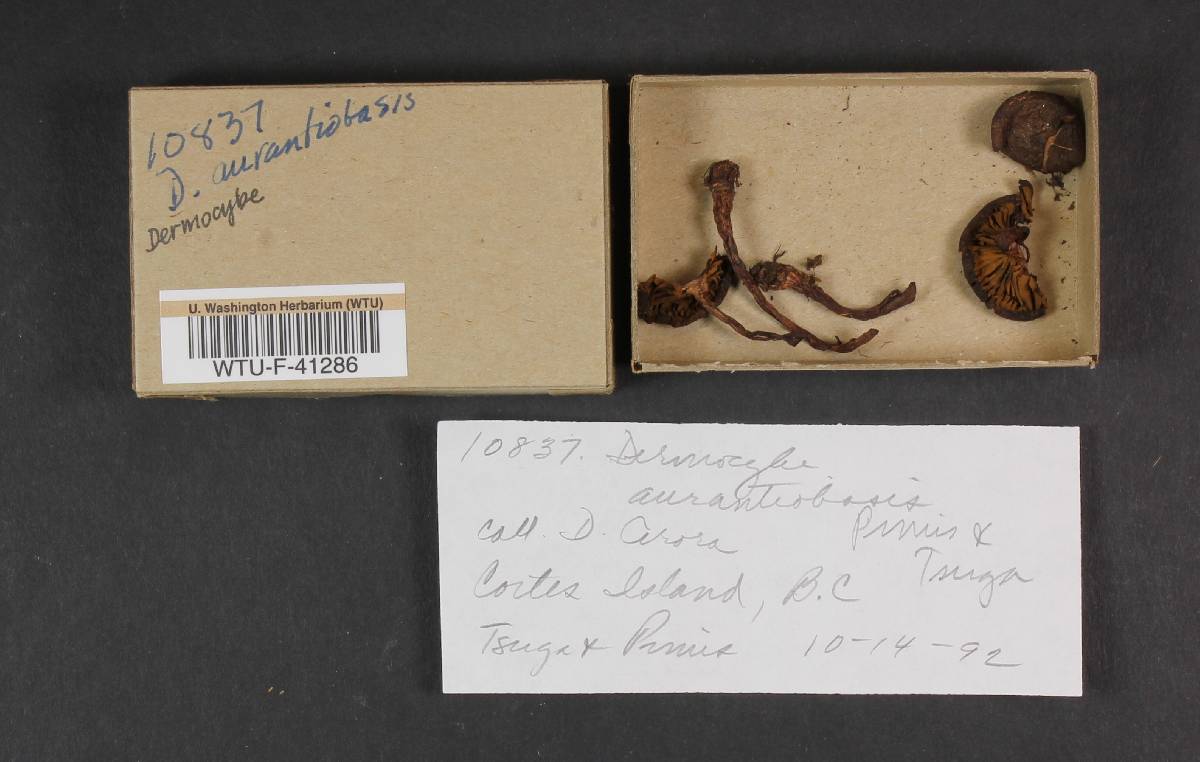 10837
D. aurantiobasis
Dermocybe
U. Washington Herbarium (WTU)
WTU-F-41286
10837. Dermocybe
aurantiobasis
coll. D. Arora Pinus &
Tsuga
Cortes Island, B.C
Tsuga & Pinus 10-14-92